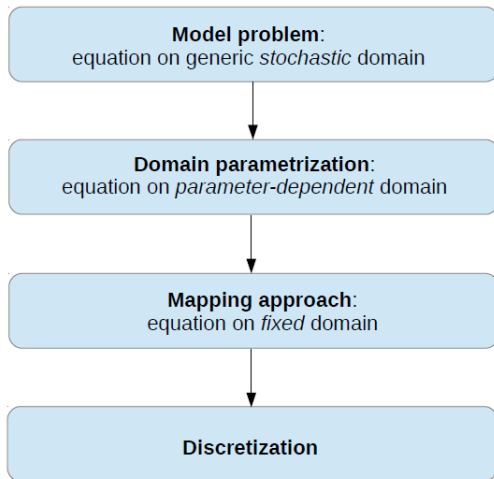 Model problem:
equation on generic stochastic domain
Domain parametrization:
equation on parameter-dependent domain
Mapping approach:
equation on fixed domain
Discretization